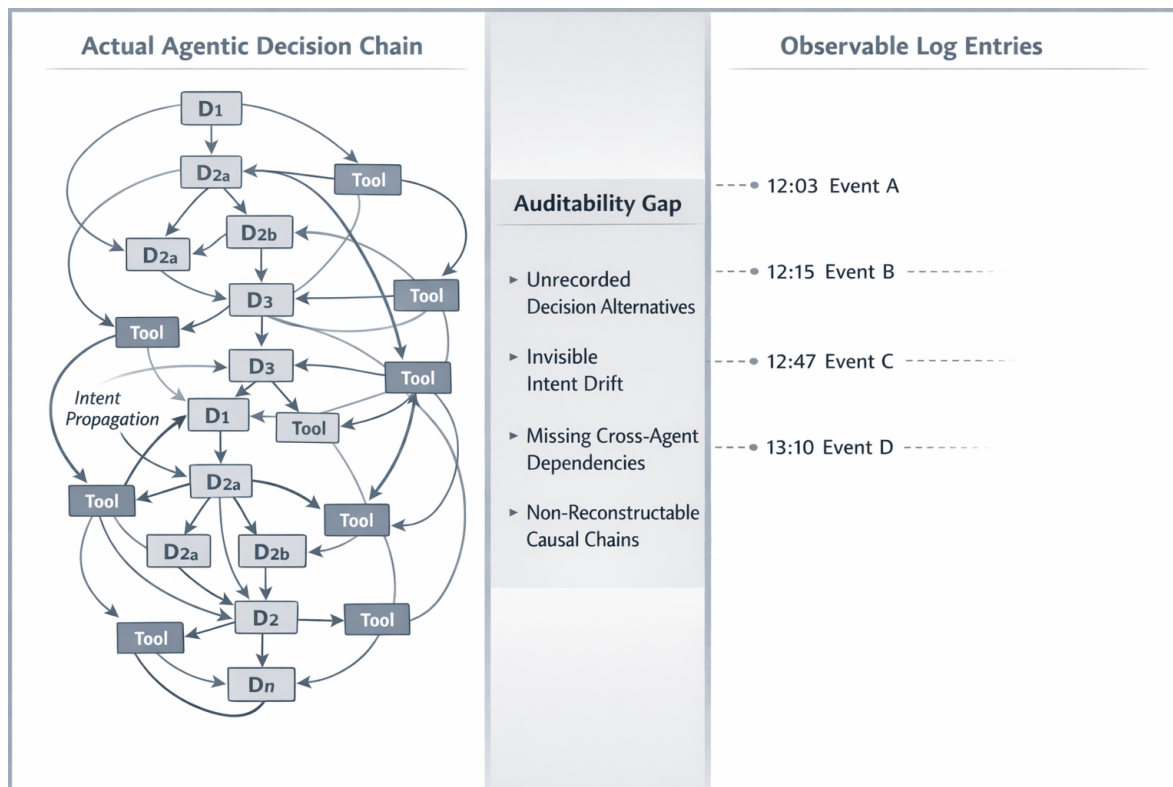 Actual Agentic Decision Chain
D1
D2a
Tool
D2b
D2a
D3
Tool
Tool
D3
Tool
Intent
Propagation
D1
Tool
D2a
Tool
Tool
D2a
D2b
D2
Tool
Tool
Dn
Auditability Gap
▸ Unrecorded
Decision Alternatives
▸ Invisible
Intent Drift
▸ Missing Cross-Agent
Dependencies
▸ Non-Reconstructable
Causal Chains
Observable Log Entries
12:03 Event A
12:15 Event B
12:47 Event C
13:10 Event D